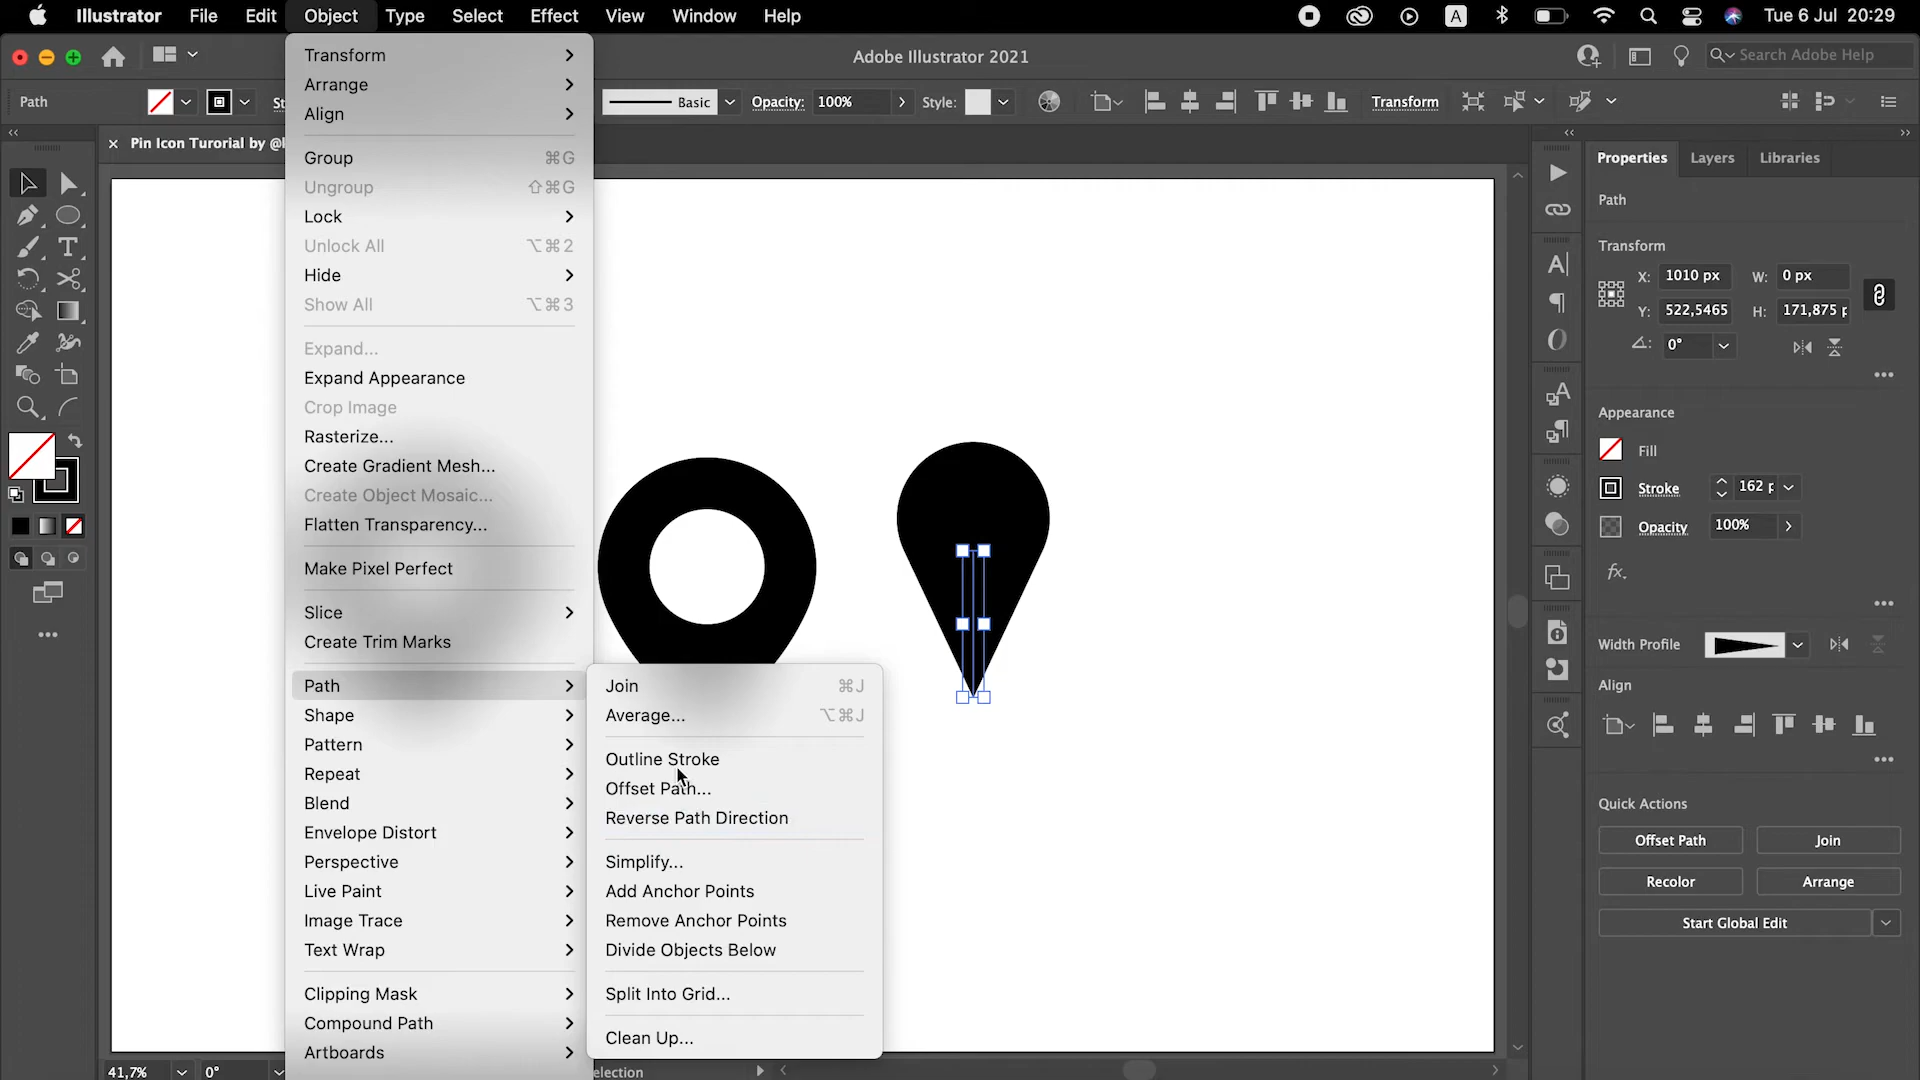 Illustrator File Edit Object Type Select Effect View Window Help A Tue 6 Jul 20:29
Adobe Illustrator 2021
Search Adobe Help
Path
Basic
Opacity: 100%
Style:
Transform
Pin Icon Turorial by
Transform
Arrange
Align
Group ⌘G
Ungroup ⇧⌘G
Lock
Unlock All ⌥⌘2
Hide
Show All ⌥⌘3
Expand...
Expand Appearance
Crop Image
Rasterize...
Create Gradient Mesh...
Create Object Mosaic...
Flatten Transparency...
Make Pixel Perfect
Slice
Create Trim Marks
Path
Shape
Pattern
Repeat
Blend
Envelope Distort
Perspective
Live Paint
Image Trace
Text Wrap
Clipping Mask
Compound Path
Artboards
Join ⌘J
Average... ⌥⌘J
Outline Stroke
Offset Path...
Reverse Path Direction
Simplify...
Add Anchor Points
Remove Anchor Points
Divide Objects Below
Split Into Grid...
Clean Up...
Properties Layers Libraries
Path
Transform
X: 1010 px W: 0 px
Y: 522,5465 H: 171,875
0°
Appearance
Fill
Stroke 162
Opacity 100%
fx
Width Profile
Align
Quick Actions
Offset Path Join
Recolor Arrange
Start Global Edit
41,7% 0°